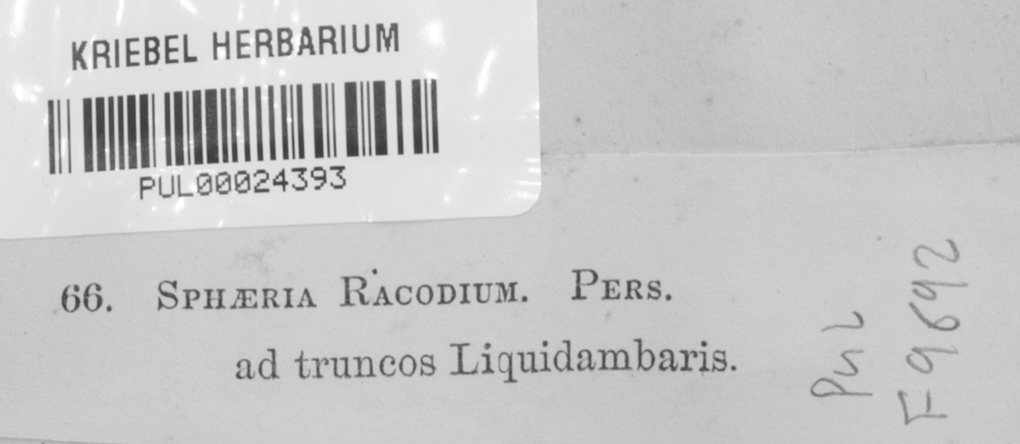 KRIEBEL HERBARIUM
PUL00024393
66. SPHÆRIA RACODIUM. PERS.
ad truncos Liquidambaris.
PUL
F9692